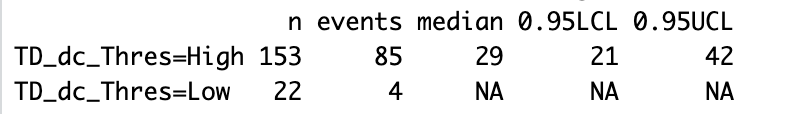 n events median 0.95LCL 0.95UCL
TD_dc_Thres=High 153 85 29 21 42
TD_dc_Thres=Low 22 4 NA NA NA